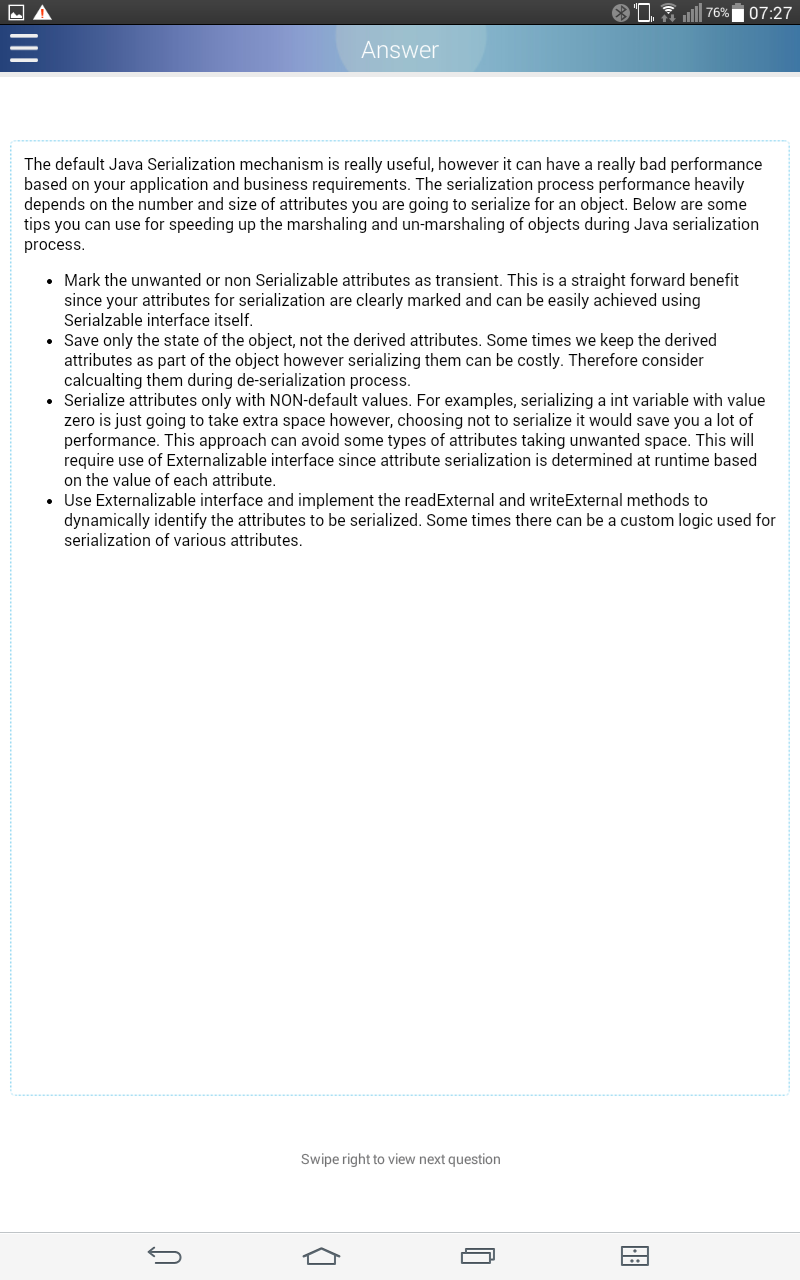 76% 07:27
Answer
The default Java Serialization mechanism is really useful, however it can have a really bad performance
based on your application and business requirements. The serialization process performance heavily
depends on the number and size of attributes you are going to serialize for an object. Below are some
tips you can use for speeding up the marshaling and un-marshaling of objects during Java serialization
process.
• Mark the unwanted or non Serializable attributes as transient. This is a straight forward benefit
since your attributes for serialization are clearly marked and can be easily achieved using
Serialzable interface itself.
• Save only the state of the object, not the derived attributes. Some times we keep the derived
attributes as part of the object however serializing them can be costly. Therefore consider
calcualting them during de-serialization process.
• Serialize attributes only with NON-default values. For examples, serializing a int variable with value
zero is just going to take extra space however, choosing not to serialize it would save you a lot of
performance. This approach can avoid some types of attributes taking unwanted space. This will
require use of Externalizable interface since attribute serialization is determined at runtime based
on the value of each attribute.
• Use Externalizable interface and implement the readExternal and writeExternal methods to
dynamically identify the attributes to be serialized. Some times there can be a custom logic used for
serialization of various attributes.
Swipe right to view next question